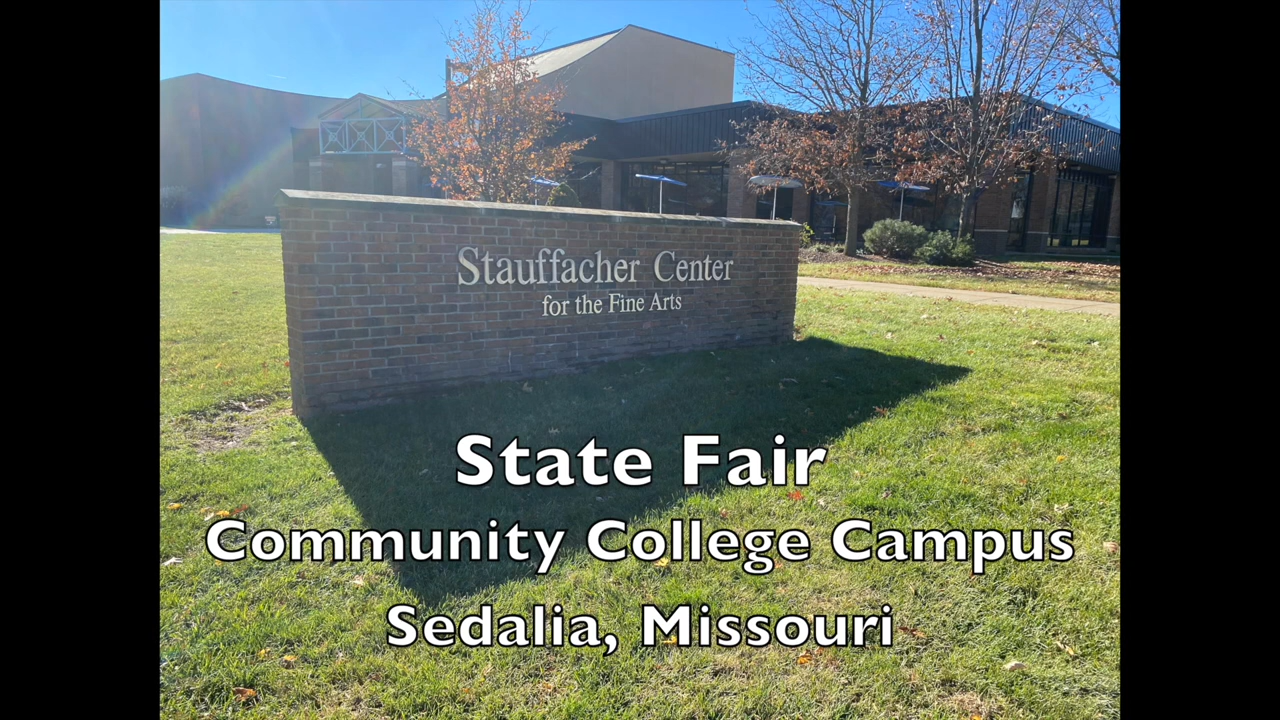 Stauffacher Center
for the Fine Arts
State Fair
Community College Campus
Sedalia, Missouri